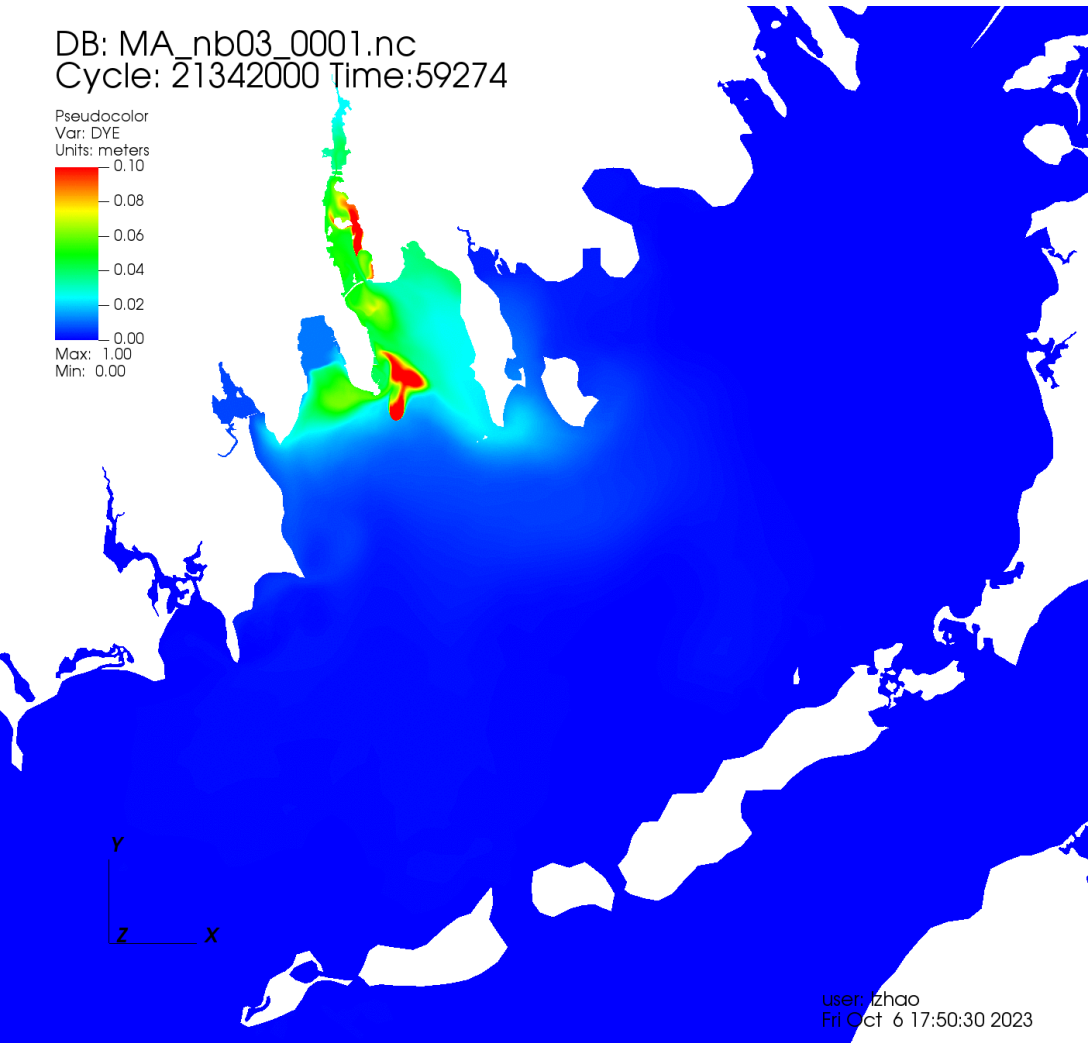 DB: MA_nb03_0001.nc
Cycle: 21342000 Time:59274
Pseudocolor
Var: DYE
Units: meters
0.10
0.08
0.06
0.04
0.02
0.00
Max: 1.00
Min: 0.00
Y
Z X
user: lzhao
Fri Oct 6 17:50:30 2023